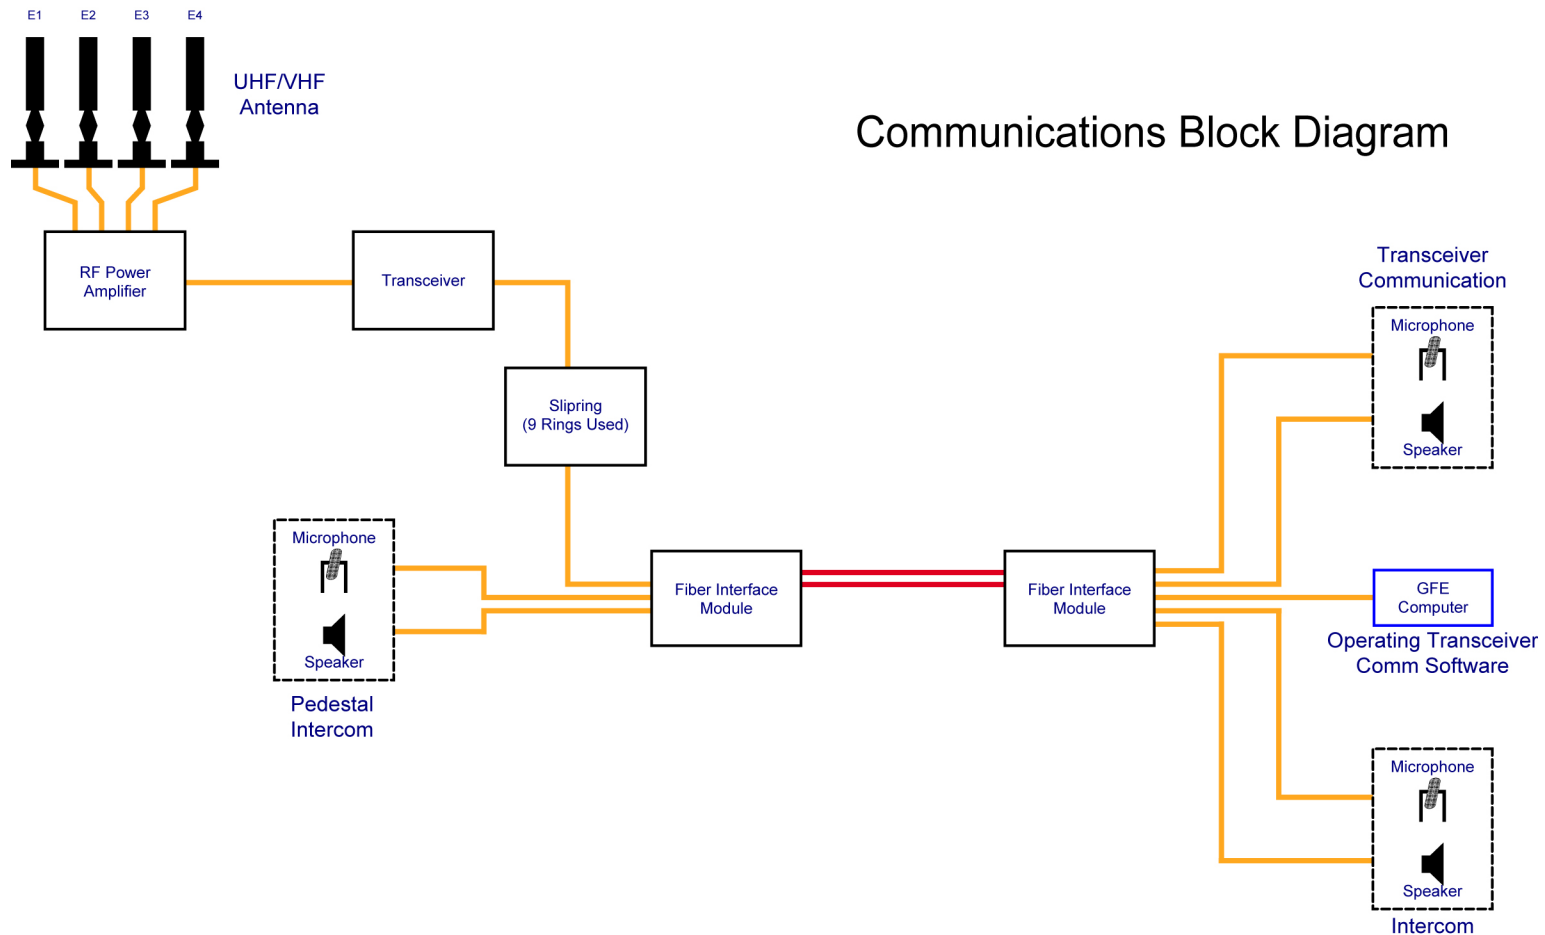 E1 E2 E3 E4
UHF/VHF
Antenna
Communications Block Diagram
RF Power
Amplifier
Transceiver
Transceiver
Communication
Microphone
Speaker
Slipring
(9 Rings Used)
Microphone
Speaker
Pedestal
Intercom
Fiber Interface
Module
Fiber Interface
Module
GFE
Computer
Operating Transceiver
Comm Software
Microphone
Speaker
Intercom